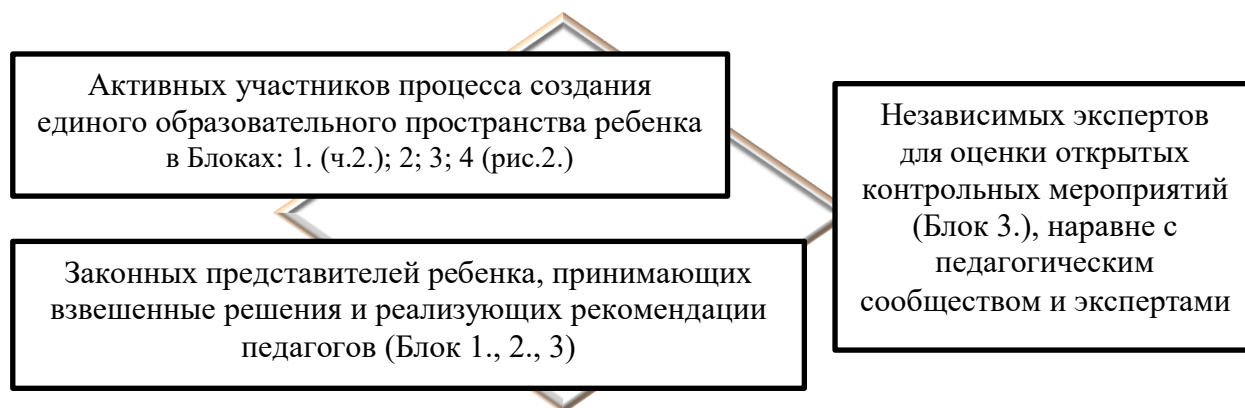 Активных участников процесса создания
единого образовательного пространства ребенка
в Блоках: 1. (ч.2.); 2; 3; 4 (рис.2.)
Законных представителей ребенка, принимающих
взвешенные решения и реализующих рекомендации
педагогов (Блок 1., 2., 3)
Независимых экспертов
для оценки открытых
контрольных мероприятий
(Блок 3.), наравне с
педагогическим
сообществом и экспертами